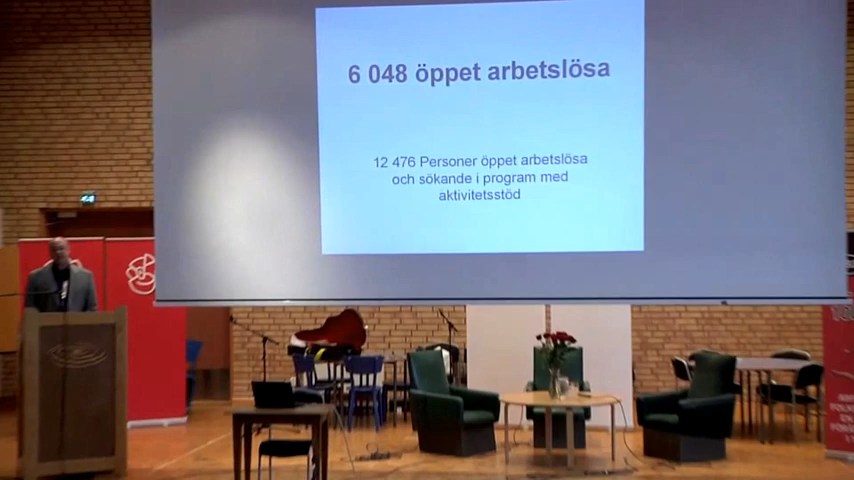 6 048 öppet arbetslösa
12 476 Personer öppet arbetslösa
och sökande i program med
aktivitetsstöd